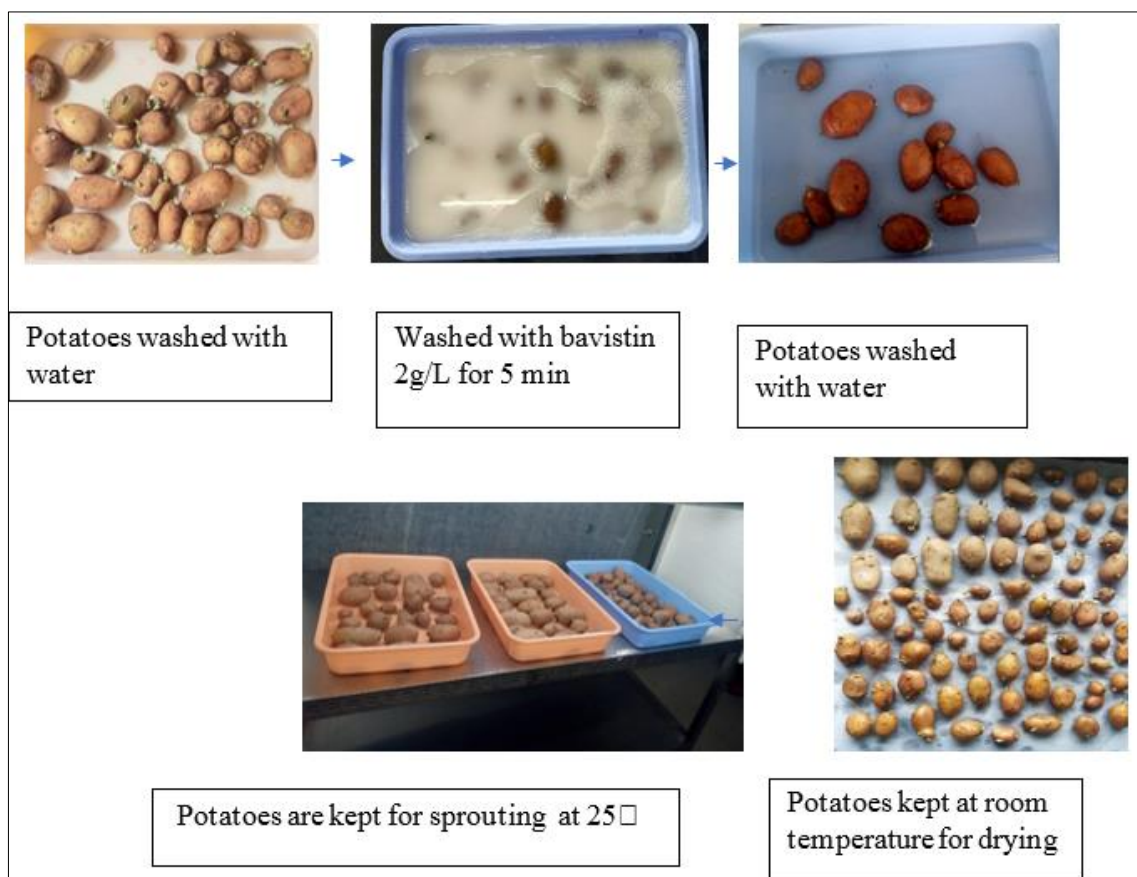 Potatoes washed with
water
Washed with bavistin
2g/L for 5 min
Potatoes washed
with water
Potatoes are kept for sprouting at 25□
Potatoes kept at room
temperature for drying